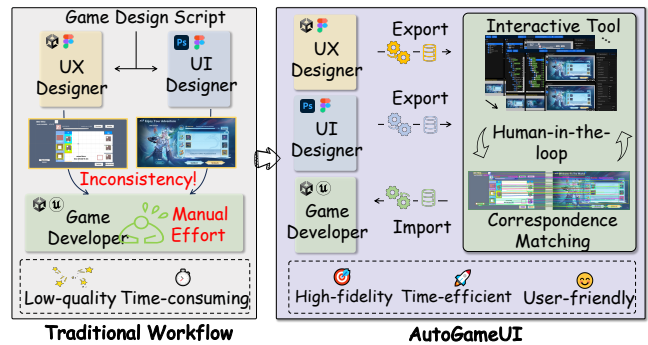 Game Design Script
UX
Designer
Ps
UI
Designer
Inconsistency!
Game
Developer
Manual
Effort
Low-quality
Time-consuming
Traditional Workflow
UX
Designer
Export
Ps
UI
Designer
Export
Game
Developer
Import
Interactive Tool
Human-in-the-
loop
Correspondence
Matching
High-fidelity
Time-efficient
User-friendly
AutoGameUI